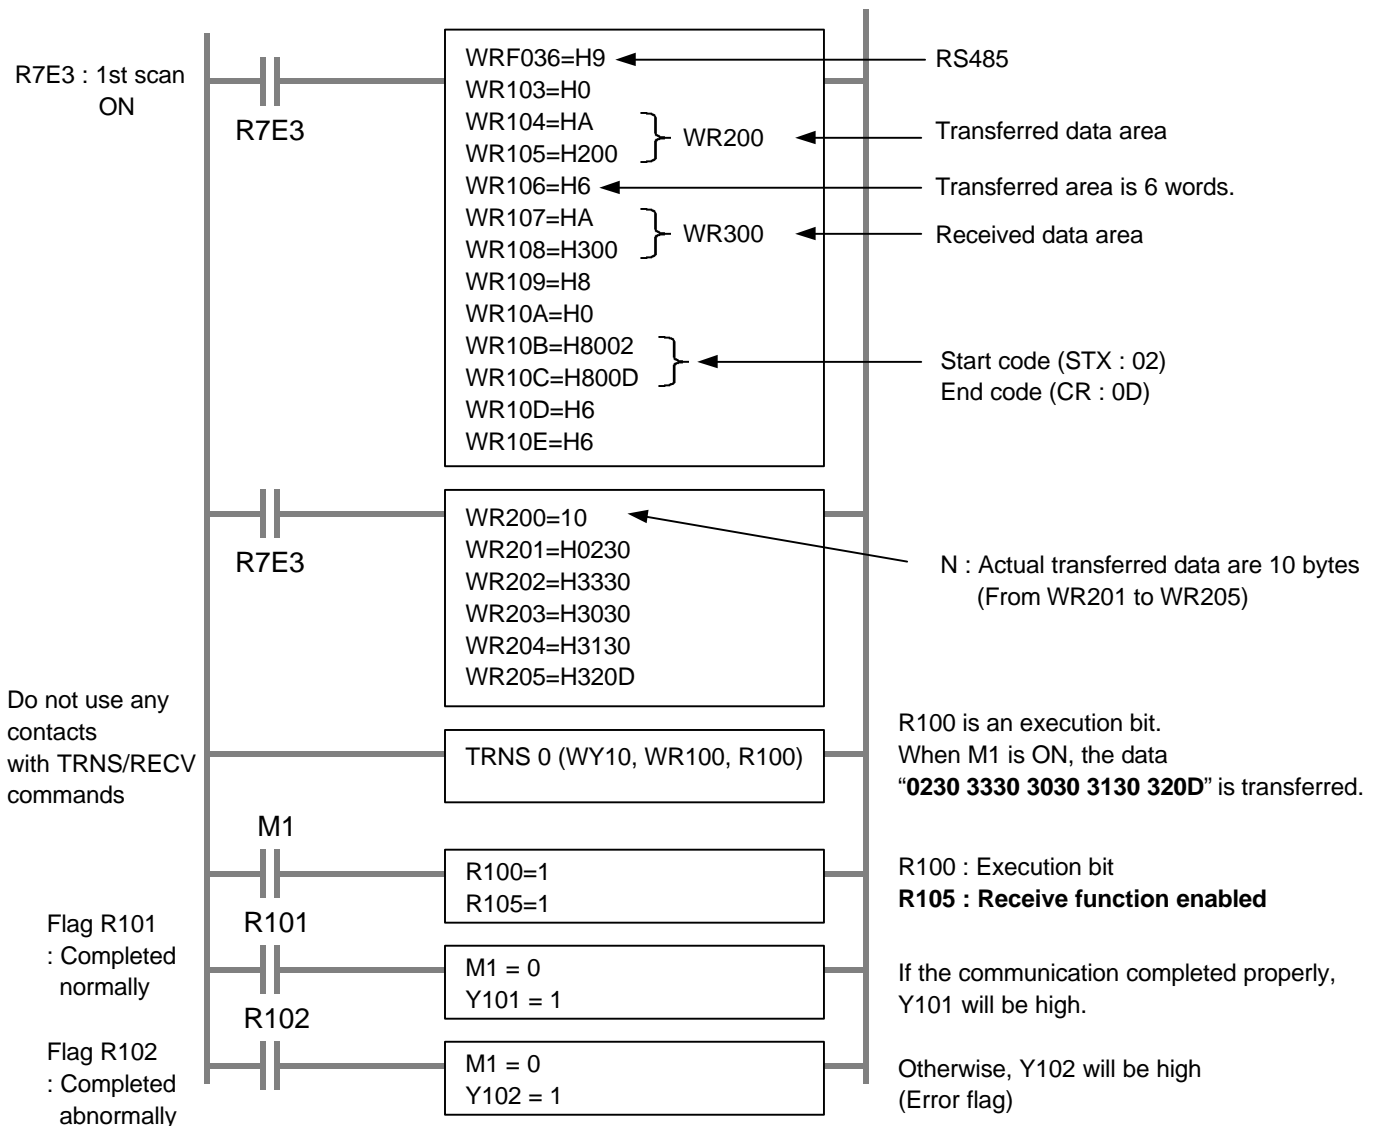 R7E3 : 1st scan
ON
R7E3
WRF036=H9
RS485
WR103=H0
WR104=HA
WR105=H200
WR200
Transferred data area
WR106=H6
Transferred area is 6 words.
WR107=HA
WR108=H300
WR300
Received data area
WR109=H8
WR10A=H0
WR10B=H8002
WR10C=H800D
Start code (STX : 02)
End code (CR : 0D)
WR10D=H6
WR10E=H6
R7E3
WR200=10
WR201=H0230
WR202=H3330
WR203=H3030
WR204=H3130
WR205=H320D
N : Actual transferred data are 10 bytes
(From WR201 to WR205)
Do not use any
contacts
with TRNS/RECV
commands
TRNS 0 (WY10, WR100, R100)
R100 is an execution bit.
When M1 is ON, the data
“0230 3330 3030 3130 320D” is transferred.
M1
R100=1
R105=1
R100 : Execution bit
R105 : Receive function enabled
Flag R101
: Completed
normally
R101
M1 = 0
Y101 = 1
If the communication completed properly,
Y101 will be high.
Flag R102
: Completed
abnormally
R102
M1 = 0
Y102 = 1
Otherwise, Y102 will be high
(Error flag)